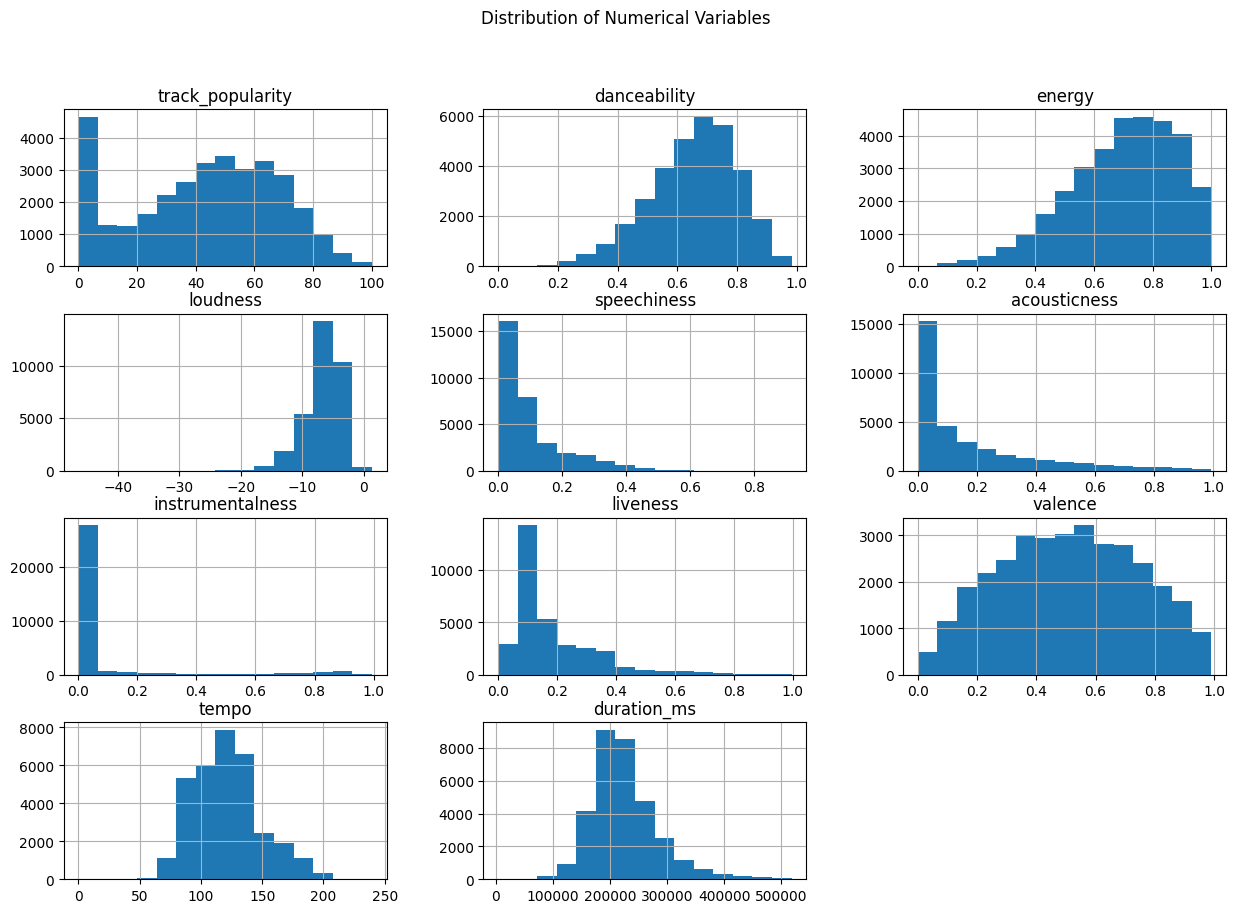 Distribution of Numerical Variables
track_popularity
4000
3000
2000
1000
0
0 20 40 60 80 100
danceability
6000
4000
2000
0
0.0 0.2 0.4 0.6 0.8 1.0
energy
4000
3000
2000
1000
0
0.0 0.2 0.4 0.6 0.8 1.0
loudness
10000
5000
0
−40 −30 −20 −10 0
speechiness
15000
10000
5000
0
0.0 0.2 0.4 0.6 0.8
acousticness
15000
10000
5000
0
0.0 0.2 0.4 0.6 0.8 1.0
instrumentalness
20000
10000
0
0.0 0.2 0.4 0.6 0.8 1.0
liveness
10000
5000
0
0.0 0.2 0.4 0.6 0.8 1.0
valence
3000
2000
1000
0
0.0 0.2 0.4 0.6 0.8 1.0
tempo
8000
6000
4000
2000
0
0 50 100 150 200 250
duration_ms
8000
6000
4000
2000
0
0 100000 200000 300000 400000 500000